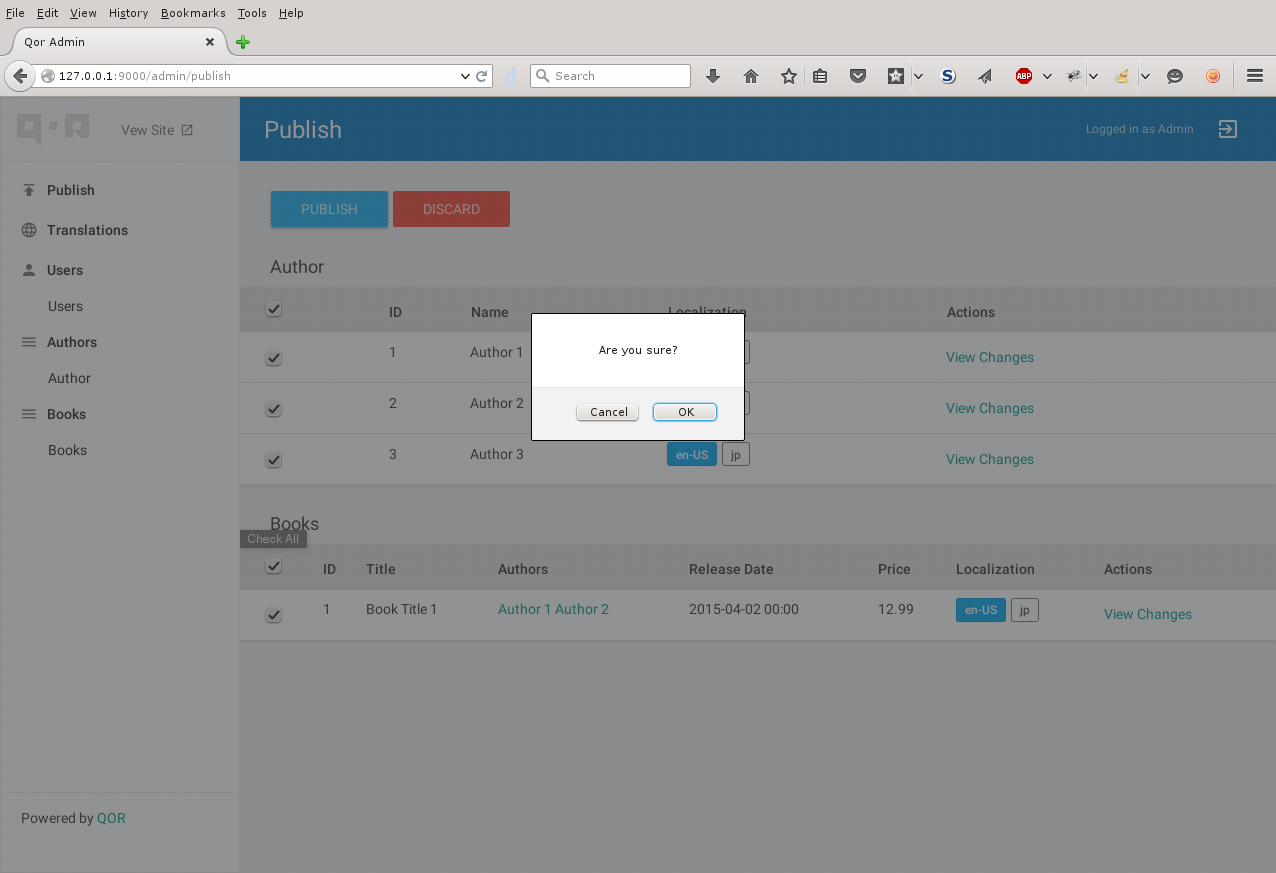 File Edit View History Bookmarks Tools Help
Qor Admin
127.0.0.1:9000/admin/publish
Search
S
ABP
QOR
Vew Site
Publish
Logged in as Admin
Publish
Translations
Users
Users
Authors
Author
Books
Books
PUBLISH
DISCARD
Author
ID Name Localization Actions
1 Author 1 View Changes
2 Author 2 View Changes
3 Author 3 en-US jp View Changes
Are you sure?
Cancel OK
Books
Check All
ID Title Authors Release Date Price Localization Actions
1 Book Title 1 Author 1 Author 2 2015-04-02 00:00 12.99 en-US jp View Changes
Powered by QOR